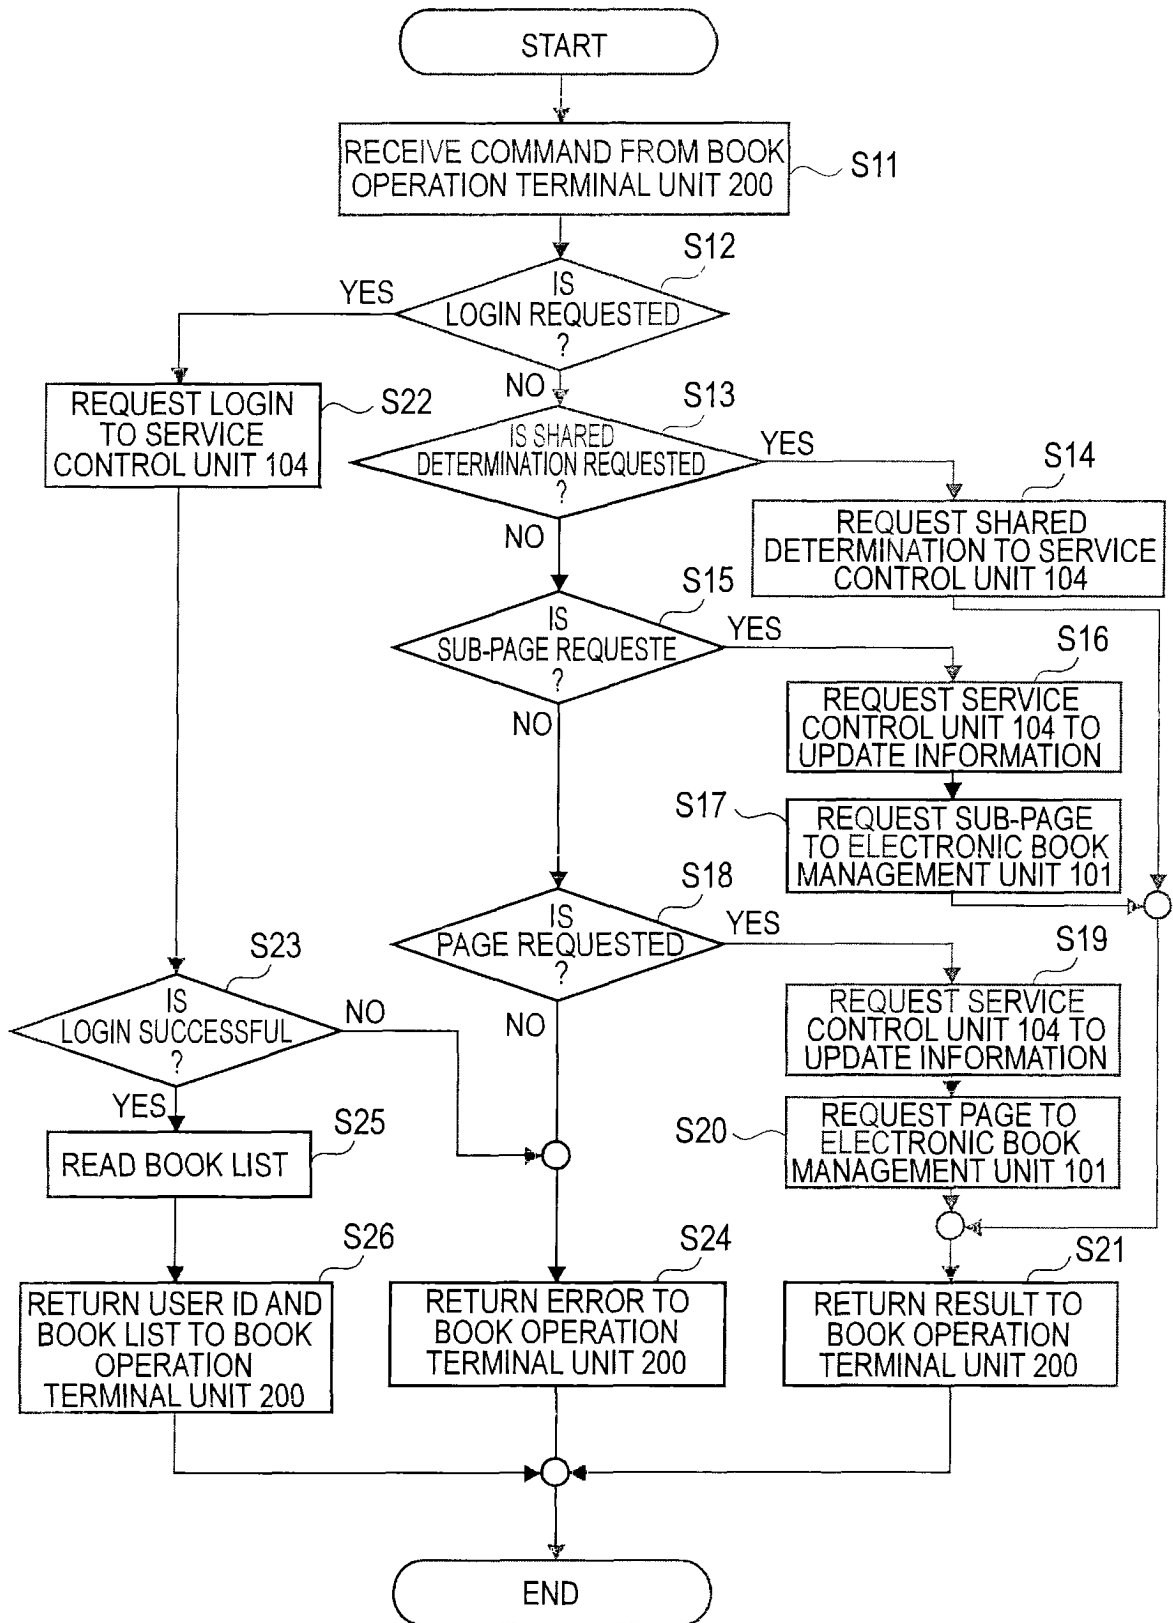 START
RECEIVE COMMAND FROM BOOK
OPERATION TERMINAL UNIT 200
S11
S12
IS
LOGIN REQUESTED
?
YES
NO
REQUEST LOGIN
TO SERVICE
CONTROL UNIT 104
S22
S13
IS SHARED
DETERMINATION REQUESTED
?
YES
NO
S14
REQUEST SHARED
DETERMINATION TO SERVICE
CONTROL UNIT 104
S15
IS
SUB-PAGE REQUESTE
?
YES
NO
S16
REQUEST SERVICE
CONTROL UNIT 104 TO
UPDATE INFORMATION
S17
REQUEST SUB-PAGE
TO ELECTRONIC BOOK
MANAGEMENT UNIT 101
S18
IS
PAGE REQUESTED
?
YES
NO
S19
REQUEST SERVICE
CONTROL UNIT 104 TO
UPDATE INFORMATION
S20
REQUEST PAGE TO
ELECTRONIC BOOK
MANAGEMENT UNIT 101
S23
IS
LOGIN SUCCESSFUL
?
NO
YES
S25
READ BOOK LIST
S26
RETURN USER ID AND
BOOK LIST TO BOOK
OPERATION
TERMINAL UNIT 200
S24
RETURN ERROR TO
BOOK OPERATION
TERMINAL UNIT 200
S21
RETURN RESULT TO
BOOK OPERATION
TERMINAL UNIT 200
END